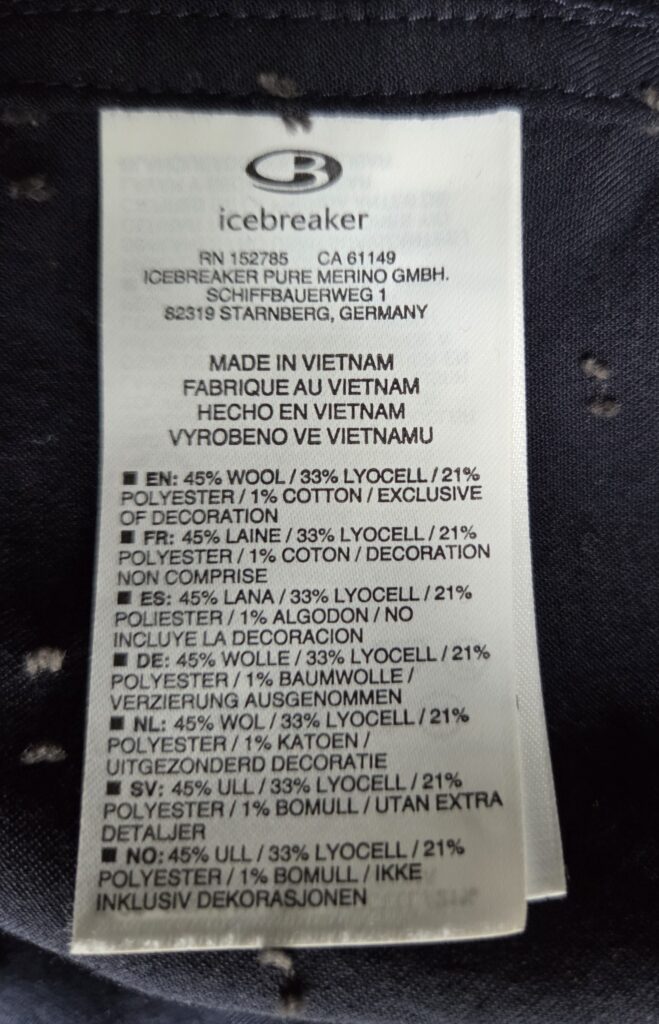 icebreaker
RN 152785 CA 61149
ICEBREAKER PURE MERINO GMBH.
SCHIFFBAUERWEG 1
82319 STARNBERG, GERMANY
MADE IN VIETNAM
FABRIQUE AU VIETNAM
HECHO EN VIETNAM
VYROBENO VE VIETNAMU
■ EN: 45% WOOL / 33% LYOCELL / 21%
POLYESTER / 1% COTTON / EXCLUSIVE
OF DECORATION
■ FR: 45% LAINE / 33% LYOCELL / 21%
POLYESTER / 1% COTON / DECORATION
NON COMPRISE
■ ES: 45% LANA / 33% LYOCELL / 21%
POLIESTER / 1% ALGODON / NO
INCLUYE LA DECORACION
■ DE: 45% WOLLE / 33% LYOCELL / 21%
POLYESTER / 1% BAUMWOLLE /
VERZIERUNG AUSGENOMMEN
■ NL: 45% WOL / 33% LYOCELL / 21%
POLYESTER / 1% KATOEN /
UITGEZONDERD DECORATIE
■ SV: 45% ULL / 33% LYOCELL / 21%
POLYESTER / 1% BOMULL / UTAN EXTRA
DETALJER
■ NO: 45% ULL / 33% LYOCELL / 21%
POLYESTER / 1% BOMULL / IKKE
INKLUSIV DEKORASJONEN